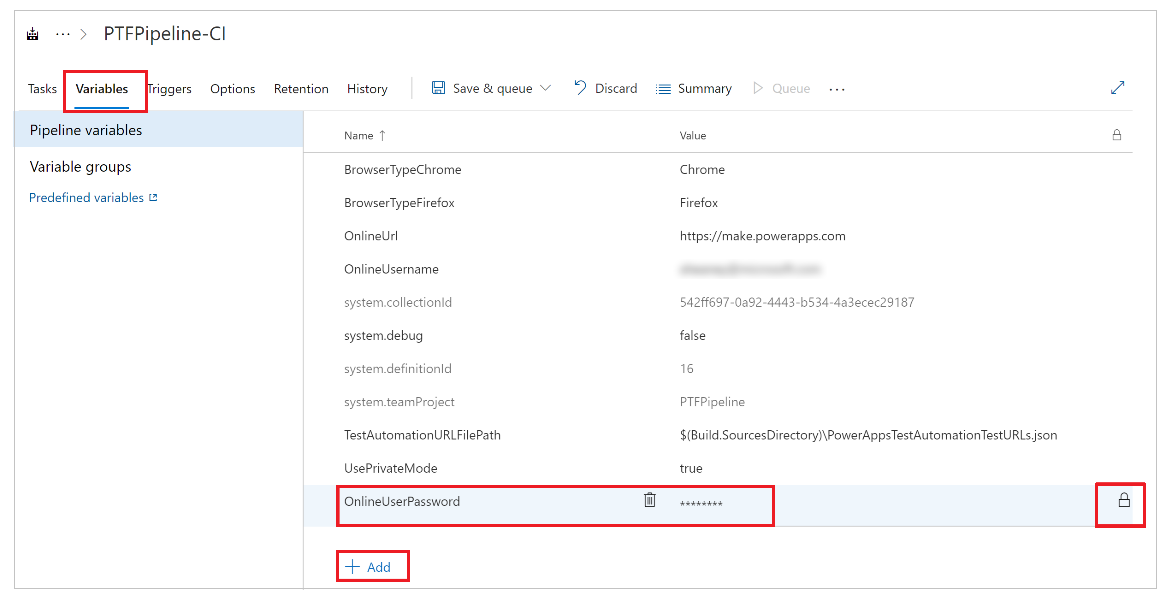 ··· > PTFPipeline-CI
Tasks Variables Triggers Options Retention History Save & queue Discard Summary Queue ···
Pipeline variables
Variable groups
Predefined variables
Name ↑ Value
BrowserTypeChrome Chrome
BrowserTypeFirefox Firefox
OnlineUrl https://make.powerapps.com
OnlineUsername
system.collectionId 542ff697-0a92-4443-b534-4a3ecec29187
system.debug false
system.definitionId 16
system.teamProject PTFPipeline
TestAutomationURLFilePath $(Build.SourcesDirectory)\PowerAppsTestAutomationTestURLs.json
UsePrivateMode true
OnlineUserPassword ********
+ Add